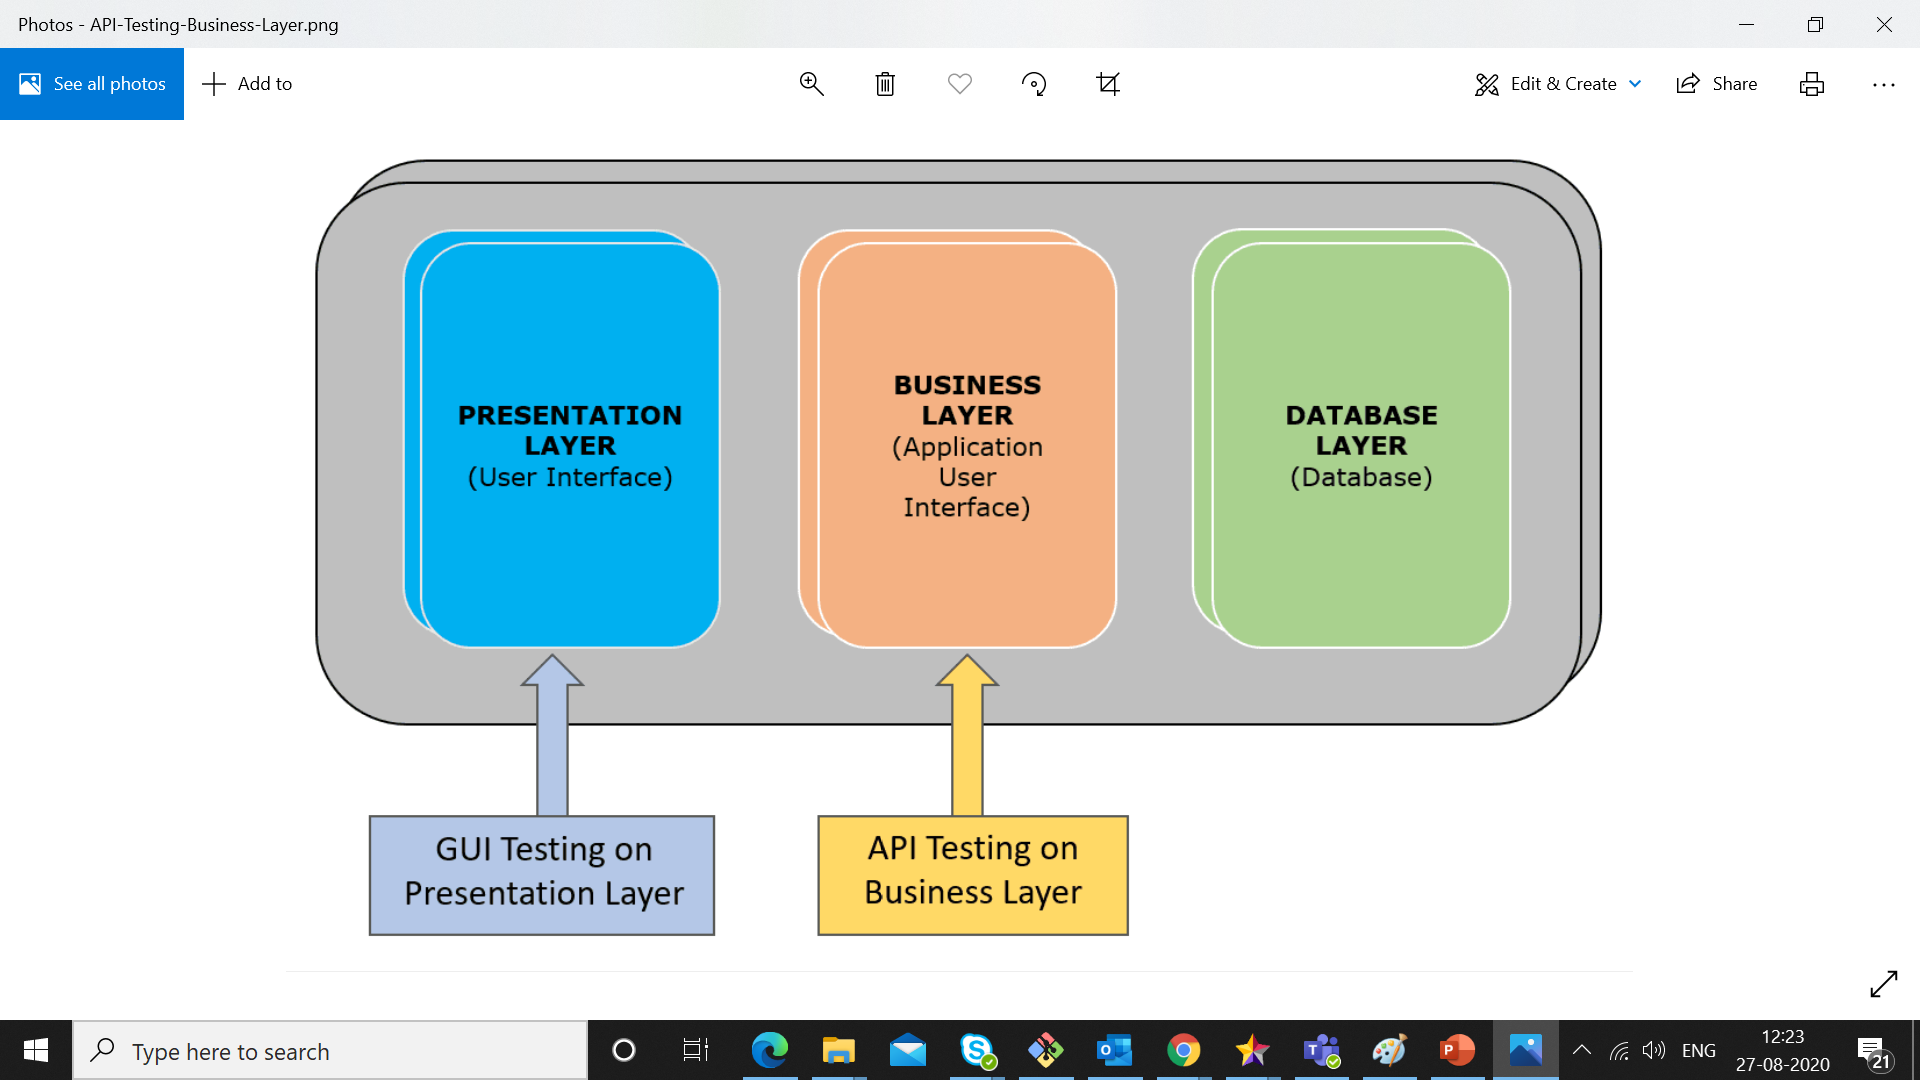 Photos - API-Testing-Business-Layer.png
See all photos
Add to
Edit & Create
Share
PRESENTATION
LAYER
(User Interface)
BUSINESS
LAYER
(Application
User
Interface)
DATABASE
LAYER
(Database)
GUI Testing on
Presentation Layer
API Testing on
Business Layer
Type here to search
ENG
12:23
27-08-2020
21